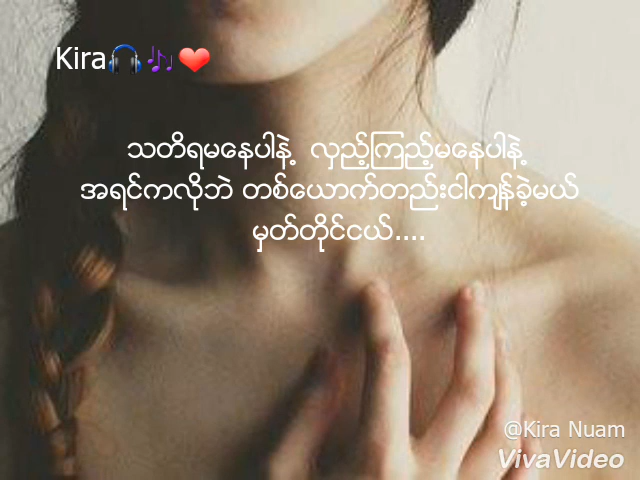 Kira🎧🎶❤
သတိရမနေပါနဲ့ လှည့်ကြည့်မနေပါနဲ့
အရင်ကလိုဘဲ တစ်ယောက်တည်းငါကျန်ခဲ့မယ်
မှတ်တိုင်ငယ်....
@Kira Nuam
VivaVideo